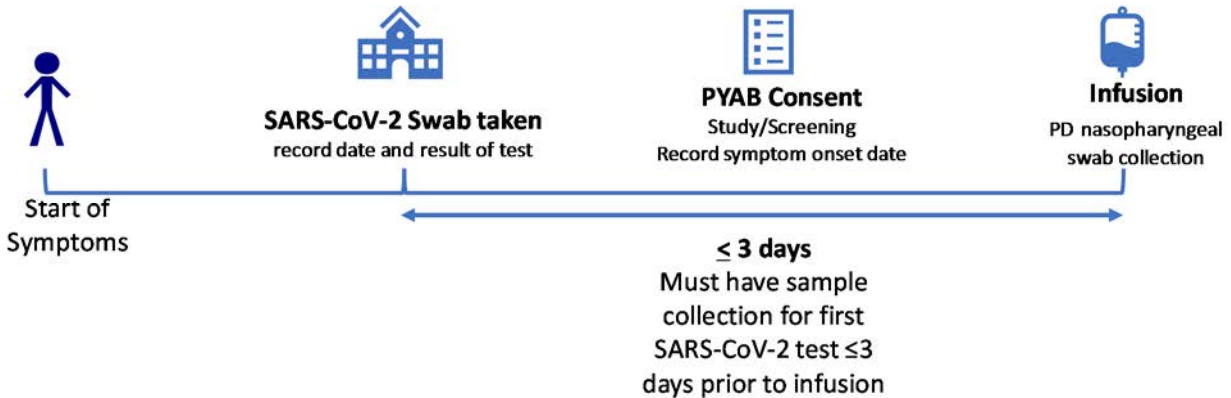 SARS-CoV-2 Swab taken
record date and result of test
PYAB Consent
Study/Screening
Record symptom onset date
Infusion
PD nasopharyngeal
swab collection
Start of
Symptoms
≤ 3 days
Must have sample
collection for first
SARS-CoV-2 test ≤3
days prior to infusion